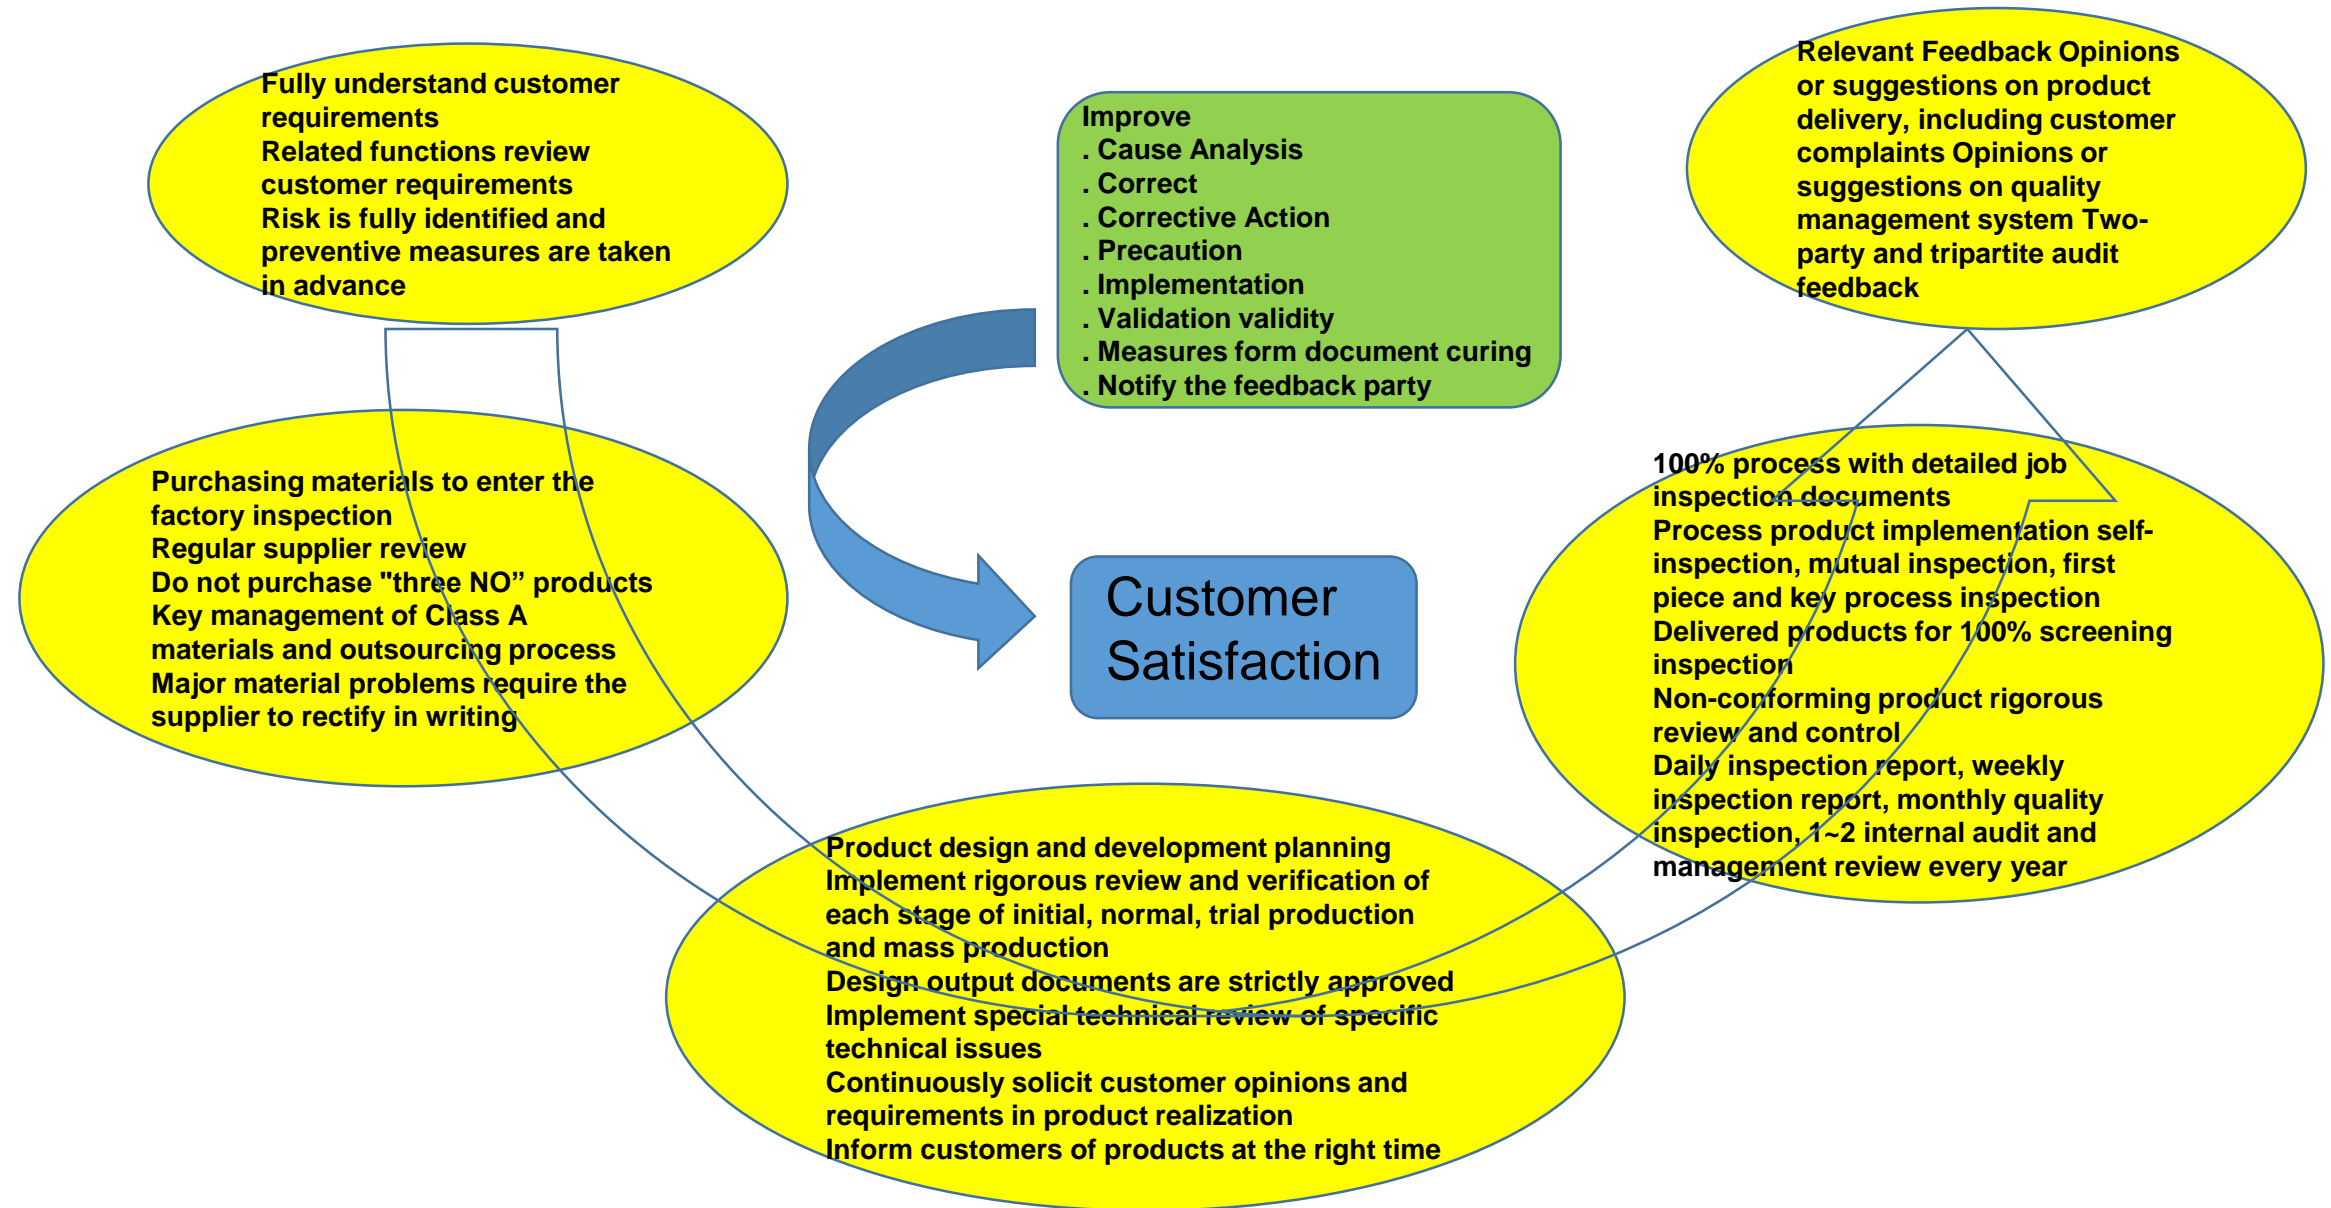 Fully understand customer
requirements
Related functions review
customer requirements
Risk is fully identified and
preventive measures are taken
in advance
Improve
. Cause Analysis
. Correct
. Corrective Action
. Precaution
. Implementation
. Validation validity
. Measures form document curing
. Notify the feedback party
Relevant Feedback Opinions
or suggestions on product
delivery, including customer
complaints Opinions or
suggestions on quality
management system Two-
party and tripartite audit
feedback
Purchasing materials to enter the
factory inspection
Regular supplier review
Do not purchase "three NO” products
Key management of Class A
materials and outsourcing process
Major material problems require the
supplier to rectify in writing
Customer
Satisfaction
100% process with detailed job
inspection documents
Process product implementation self-
inspection, mutual inspection, first
piece and key process inspection
Delivered products for 100% screening
inspection
Non-conforming product rigorous
review and control
Daily inspection report, weekly
inspection report, monthly quality
inspection, 1~2 internal audit and
management review every year
Product design and development planning
Implement rigorous review and verification of
each stage of initial, normal, trial production
and mass production
Design output documents are strictly approved
Implement special technical review of specific
technical issues
Continuously solicit customer opinions and
requirements in product realization
Inform customers of products at the right time